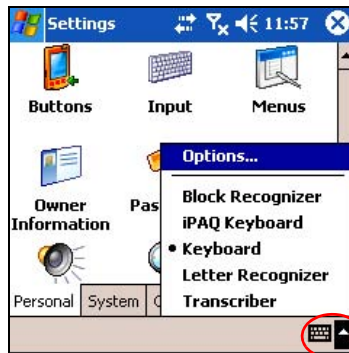 Settings 11:57
Buttons Input Menus
Options...
Owner
Information
Block Recognizer
iPAQ Keyboard
Keyboard
Letter Recognizer
Transcriber
Personal System